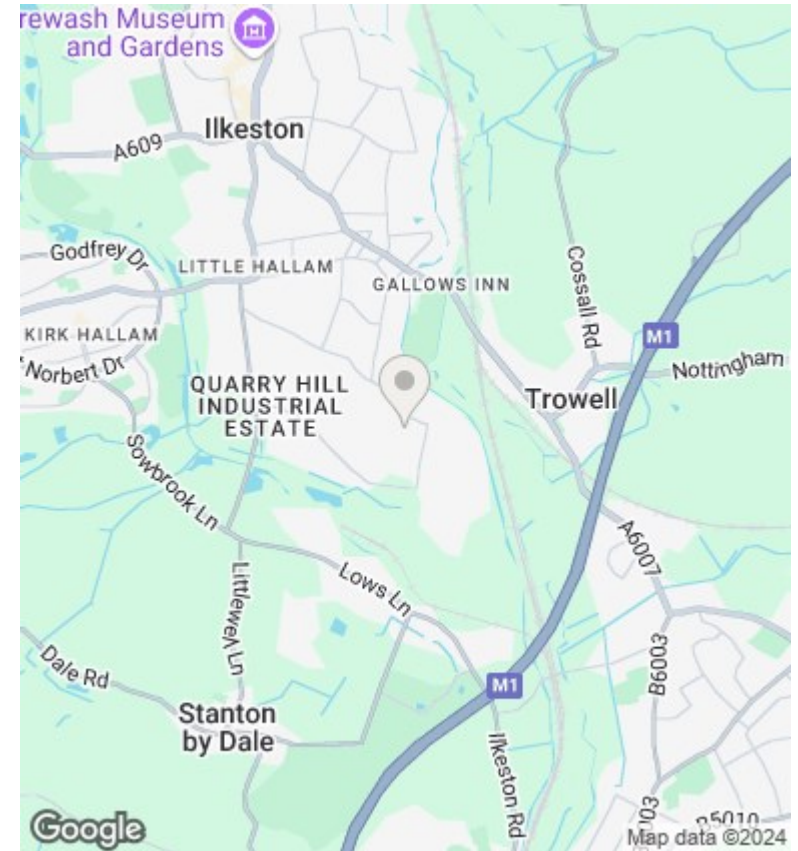 rewash Museum
and Gardens
Ilkeston
A609
Godfrey Dr
LITTLE HALLAM
GALLOWS INN
Cossall Rd
M1
KIRK HALLAM
Norbert Dr
Nottingham
QUARRY HILL
INDUSTRIAL
ESTATE
Trowell
Sowbrook Ln
A6007
Lows Ln
Littlewell Ln
B6003
Dale Rd
M1
Stanton
by Dale
Ilkeston Rd
003
B5010
Google
Map data ©2024